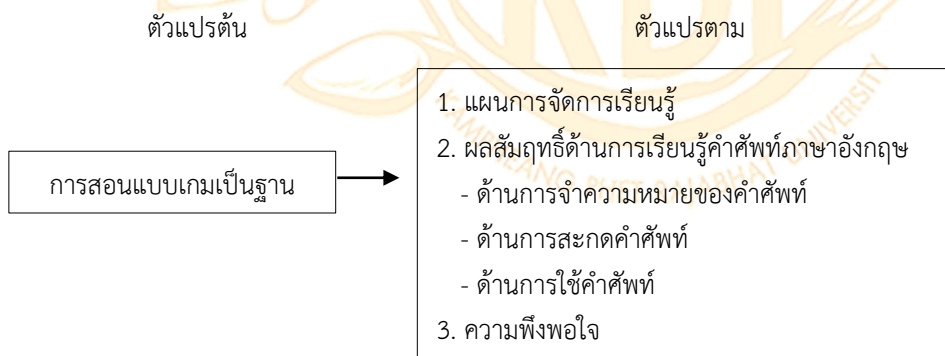 ตัวแปรต้น
ตัวแปรตาม
การสอนแบบเกมเป็นฐาน
1. แผนการจัดการเรียนรู้
2. ผลสัมฤทธิ์ด้านการเรียนรู้คำศัพท์ภาษาอังกฤษ
- ด้านการจำความหมายของคำศัพท์
- ด้านการสะกดคำศัพท์
- ด้านการใช้คำศัพท์
3. ความพึงพอใจ